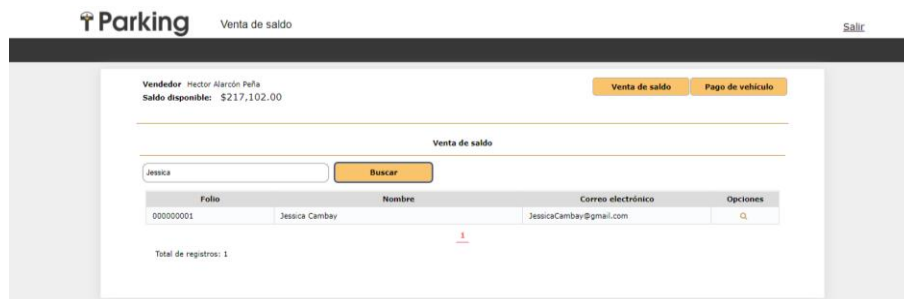 Parking
Venta de saldo
Salir
Vendedor Hector Alarcón Peña
Saldo disponible: $217,102.00
Venta de saldo
Pago de vehículo
Venta de saldo
Jessica
Buscar
Folio Nombre Correo electrónico Opciones
000000001 Jessica Cambay JessicaCambay@gmail.com
1
Total de registros: 1